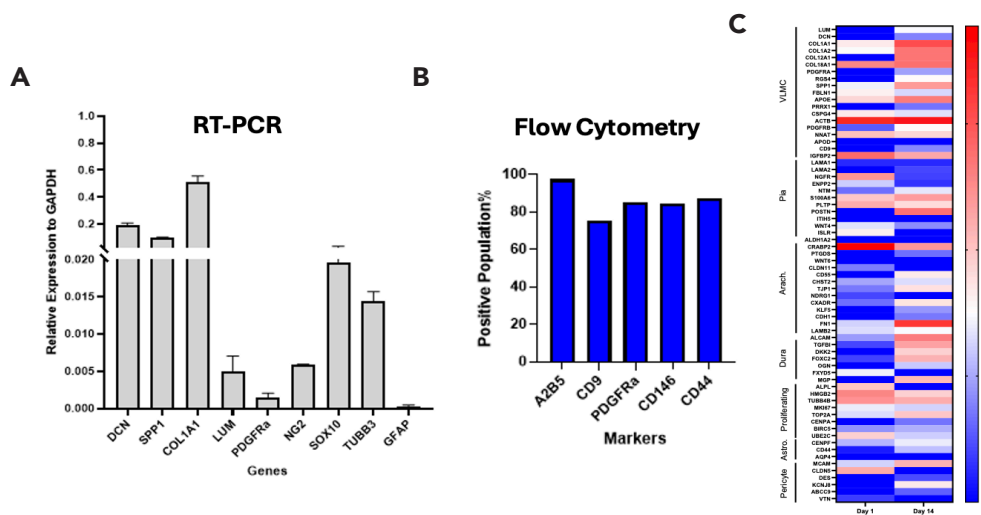 A
RT-PCR
Relative Expression to GAPDH
1.0
0.8
0.6
0.4
0.2
0.020
0.015
0.010
0.005
0.000
DCN
SPP1
COL1A1
LUM
PDGFRa
NG2
SOX10
TUBB3
GFAP
Genes
B
Flow Cytometry
Positive Population%
100
80
60
40
20
0
A2B5
CD9
PDGFRa
CD146
CD44
Markers
C
VLMC
LUM
DCN
COL1A1
COL1A2
COL12A1
COL18A1
PDGFRA
RGS4
SPP1
FBLN1
APOE
PRRX1
CSPG4
ACTB
PDGFRB
NNAT
APOD
CD9
IGFBP2
Pia
LAMA1
LAMA2
NGFR
ENPP2
NTM
S100A6
PLTP
POSTN
ITIH5
WNT4
ISLR
Arach.
ALDH1A2
CRABP2
PTGDS
WNT6
CLDN11
CD55
CHST2
TJP1
NDRG1
CXADR
KLF5
CDH1
FN1
LAMB2
Dura
ALCAM
TGFBI
DKK2
FOXC2
OGN
FXYD5
MGP
Proliferating
ALPL
HMGB2
TUBB4B
MKI67
TOP2A
CENPA
BIRC5
UBE2C
Astro.
CENPF
CD44
AQP4
Pericyte
MCAM
CLDN5
DES
KCNJ8
ABCC9
VTN
Day 1
Day 14